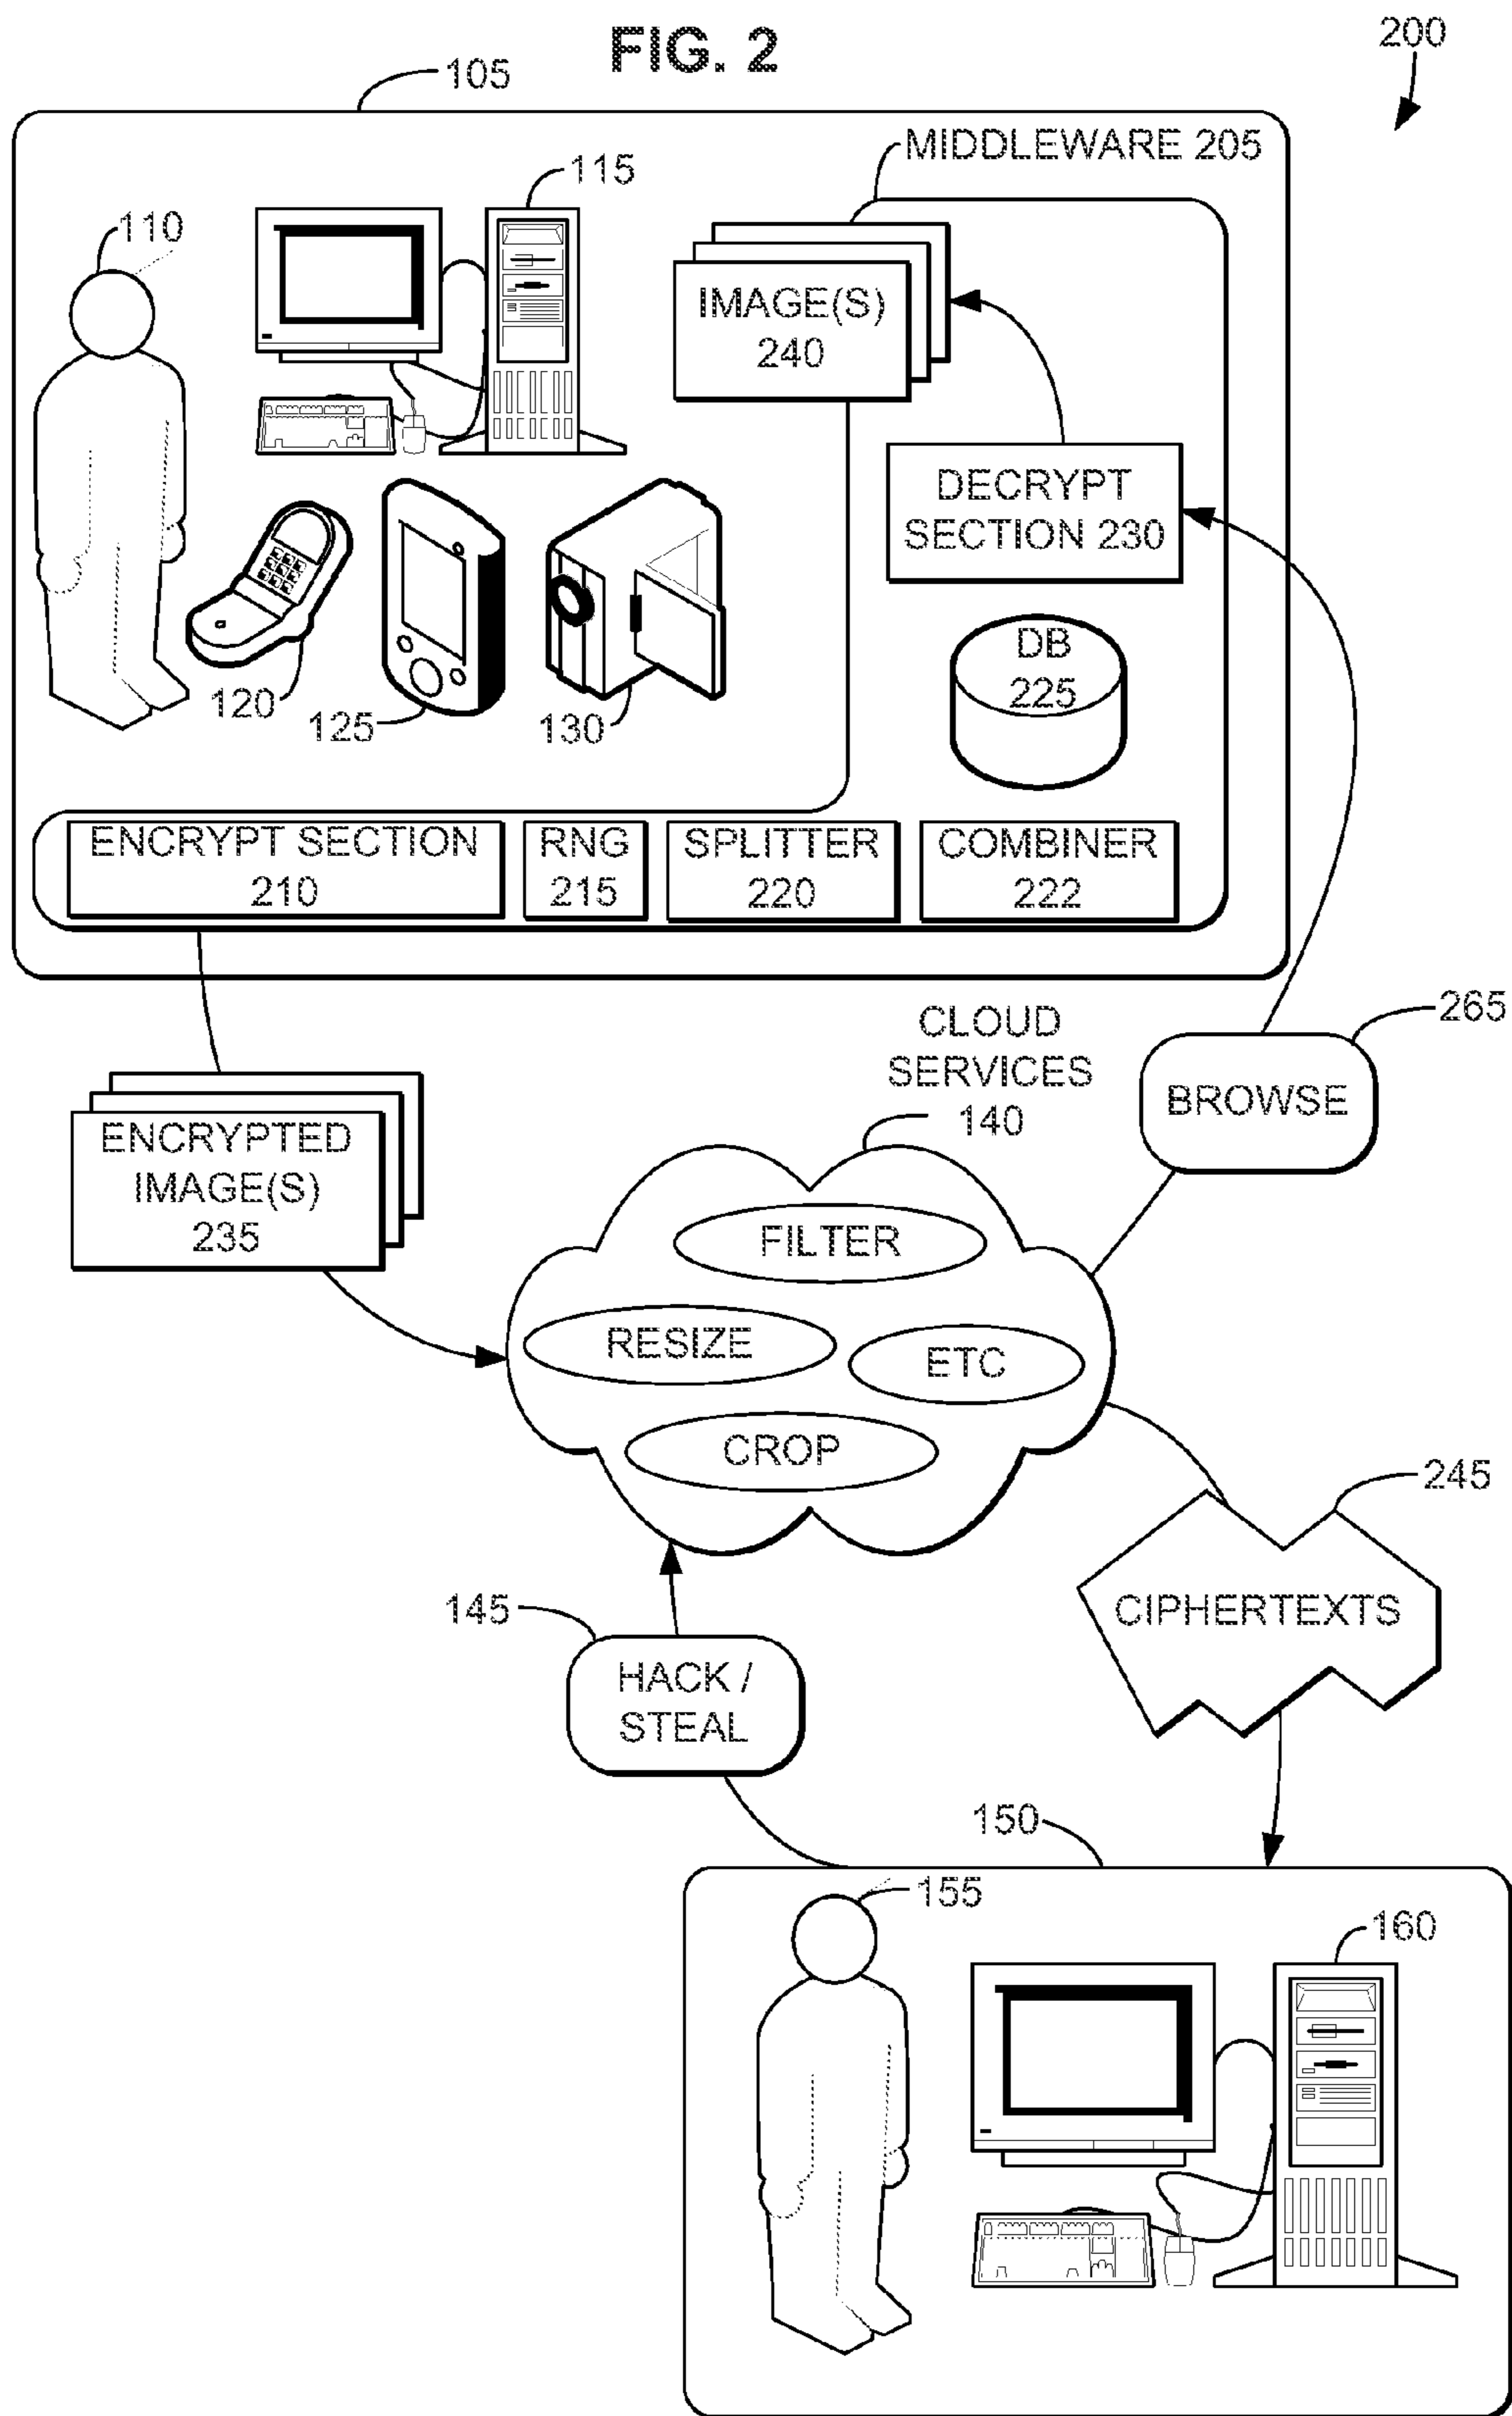 FIG. 2
200
105
MIDDLEWARE 205
115
110
IMAGE(S)
240
DECRYPT
SECTION 230
DB
225
120
125
130
ENCRYPT SECTION
210
RNG
215
SPLITTER
220
COMBINER
222
CLOUD
SERVICES
140
265
BROWSE
ENCRYPTED
IMAGE(S)
235
FILTER
RESIZE
ETC
CROP
245
CIPHERTEXTS
145
HACK /
STEAL
150
155
160